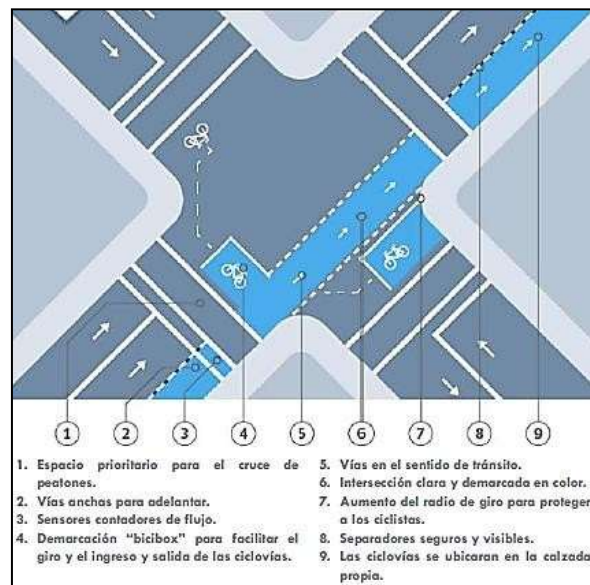 1 2 3 4 5 6 7 8 9
1. Espacio prioritario para el cruce de
peatones.
2. Vías anchas para adelantar.
3. Sensores contadores de flujo.
4. Demarcación "bicibox" para facilitar el
giro y el ingreso y salida de las ciclovías.
5. Vías en el sentido de tránsito.
6. Intersección clara y demarcada en color.
7. Aumento del radio de giro para proteger
a los ciclistas.
8. Separadores seguros y visibles.
9. Las ciclovías se ubicaran en la calzada
propia.